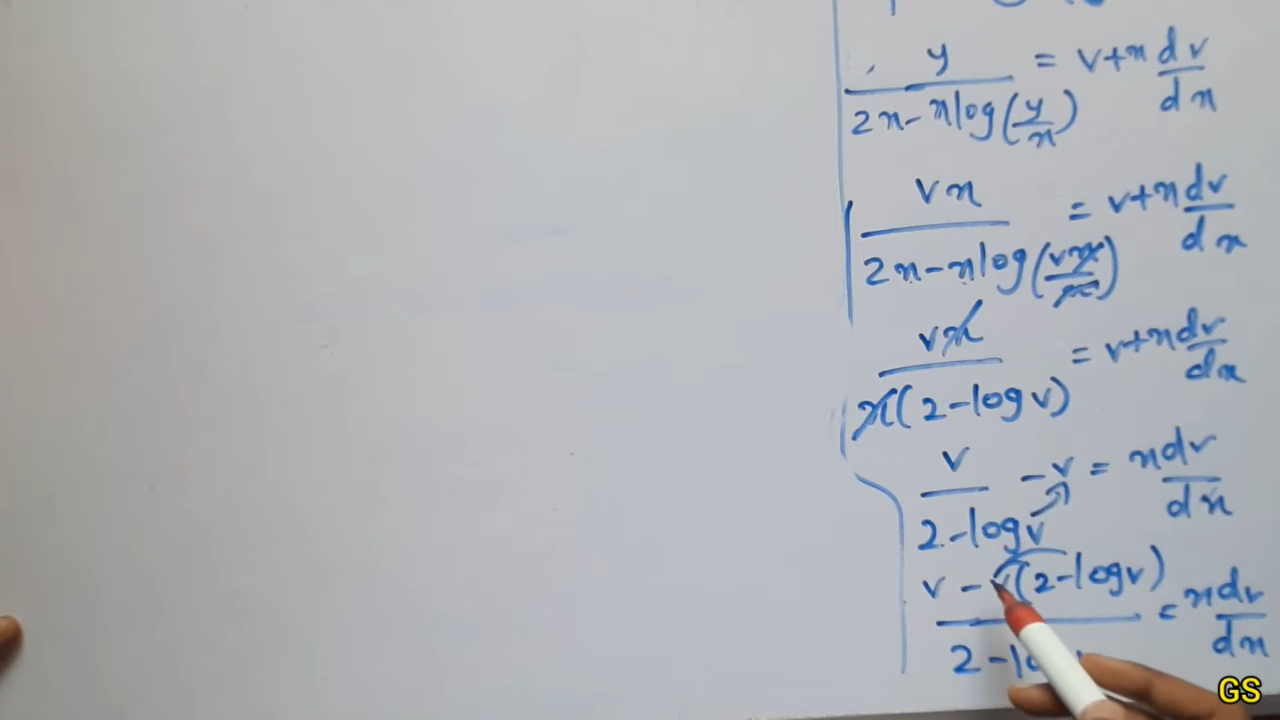 y / (2x - x log(y/x)) = v + x dv/dx
vx / (2x - x log(vx/x)) = v + x dv/dx
vx / (x(2 - log v)) = v + x dv/dx
v / (2 - log v) - v = x dv/dx
v - v(2 - log v) / (2 - lo = x dv/dx
GS